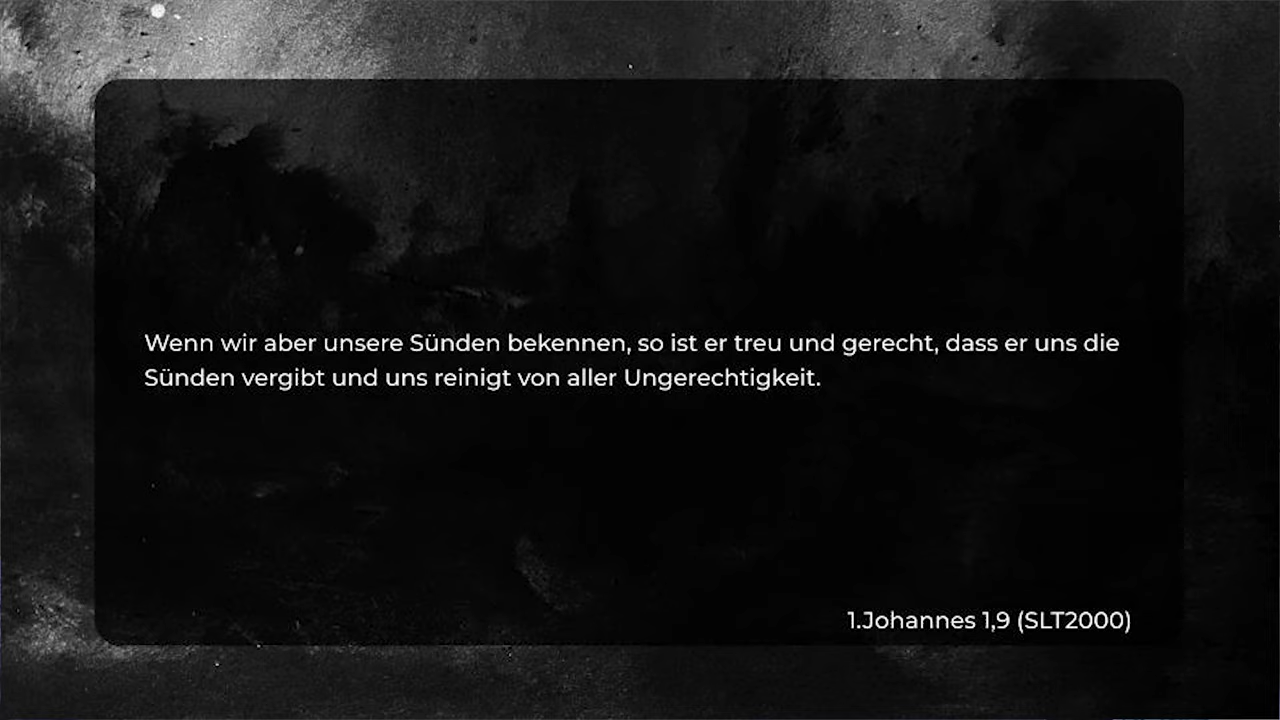 Wenn wir aber unsere Sünden bekennen, so ist er treu und gerecht, dass er uns die
Sünden vergibt und uns reinigt von aller Ungerechtigkeit.
1.Johannes 1,9 (SLT2000)